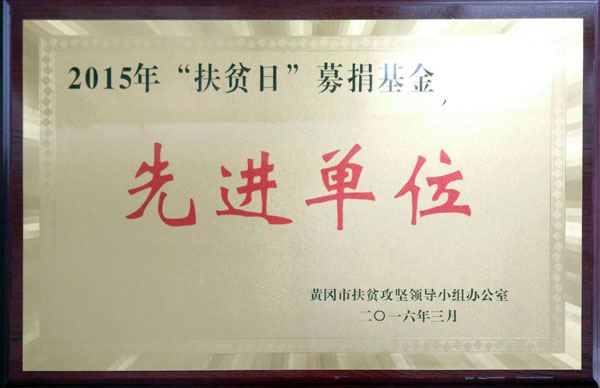 2015年“扶贫日”募捐基金
先进单位
黄冈市扶贫攻坚领导小组办公室
二〇一六年三月